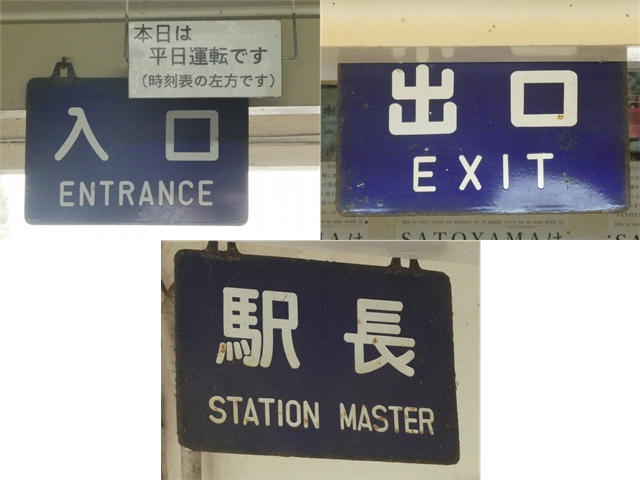 本日は
平日運転です
(時刻表の左方です)
入口
ENTRANCE
出口
EXIT
SATOYAMAは
駅長
STATION MASTER